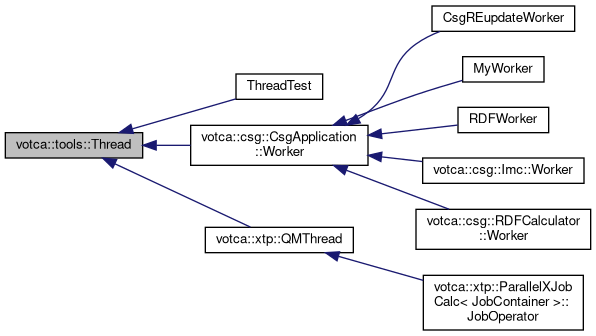 CsgREupdateWorker
MyWorker
ThreadTest
RDFWorker
votca::tools::Thread
votca::csg::CsgApplication
::Worker
votca::csg::Imc::Worker
votca::csg::RDFCalculator
::Worker
votca::xtp::QMThread
votca::xtp::ParallelXJob
Calc< JobContainer >::
JobOperator